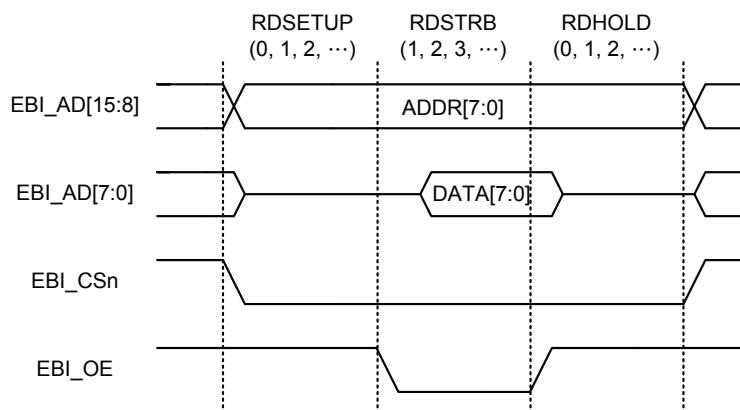 RDSETUP RDSTRB RDHOLD
(0, 1, 2, ⋯) (1, 2, 3, ⋯) (0, 1, 2, ⋯)
EBI_AD[15:8] ADDR[7:0]
EBI_AD[7:0] DATA[7:0]
EBI_CSn
EBI_OE